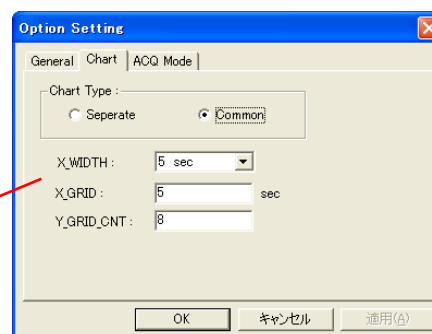 Option Setting
General Chart ACQ Mode
Chart Type :
Seperate Common
X_WIDTH : 5 sec
X_GRID : 5 sec
Y_GRID_CNT : 8
OK キャンセル 適用(A)